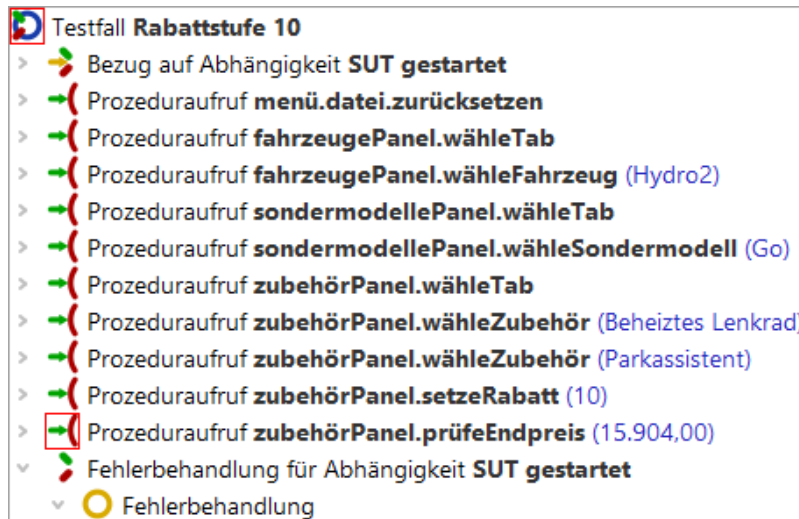 Testfall Rabattstufe 10
Bezug auf Abhängigkeit SUT gestartet
Prozeduraufruf menü.datei.zurücksetzen
Prozeduraufruf fahrzeugePanel.wähleTab
Prozeduraufruf fahrzeugePanel.wähleFahrzeug (Hydro2)
Prozeduraufruf sondermodellePanel.wähleTab
Prozeduraufruf sondermodellePanel.wähleSondermodell (Go)
Prozeduraufruf zubehörPanel.wähleTab
Prozeduraufruf zubehörPanel.wähleZubehör (Beheiztes Lenkrad)
Prozeduraufruf zubehörPanel.wähleZubehör (Parkassistent)
Prozeduraufruf zubehörPanel.setzeRabatt (10)
Prozeduraufruf zubehörPanel.prüfeEndpreis (15.904,00)
Fehlerbehandlung für Abhängigkeit SUT gestartet
Fehlerbehandlung